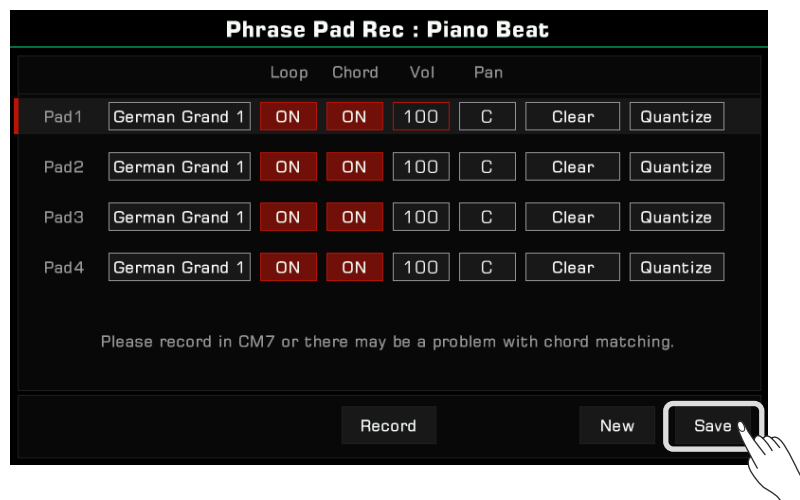 Phrase Pad Rec : Piano Beat
Loop Chord Vol Pan
Pad1 German Grand 1 ON ON 100 C Clear Quantize
Pad2 German Grand 1 ON ON 100 C Clear Quantize
Pad3 German Grand 1 ON ON 100 C Clear Quantize
Pad4 German Grand 1 ON ON 100 C Clear Quantize
Please record in CM7 or there may be a problem with chord matching.
Record New Save